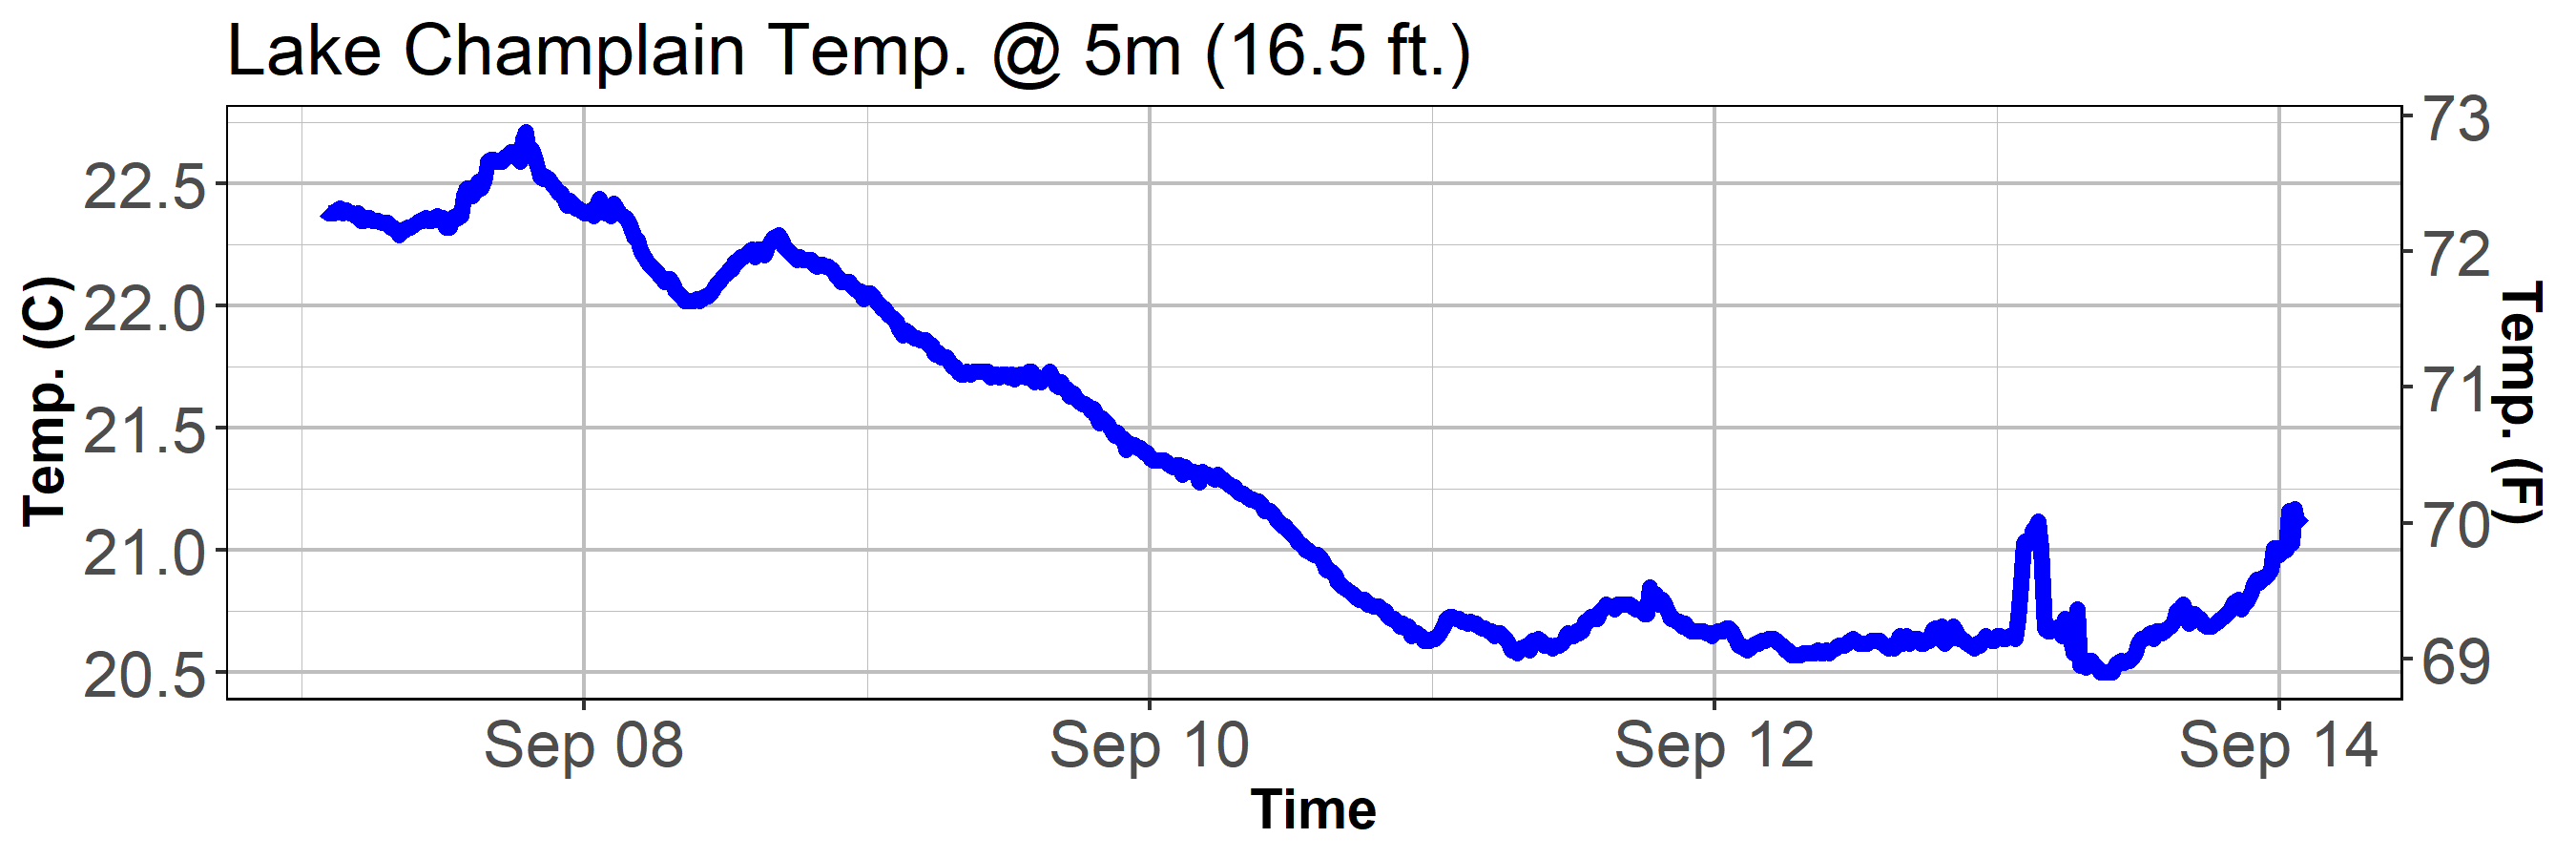 Lake Champlain Temp. @ 5m (16.5 ft.)
Temp. (C)
22.5
22.0
21.5
21.0
20.5
73
72
71
70
69
Temp. (F)
Sep 08
Sep 10
Sep 12
Sep 14
Time